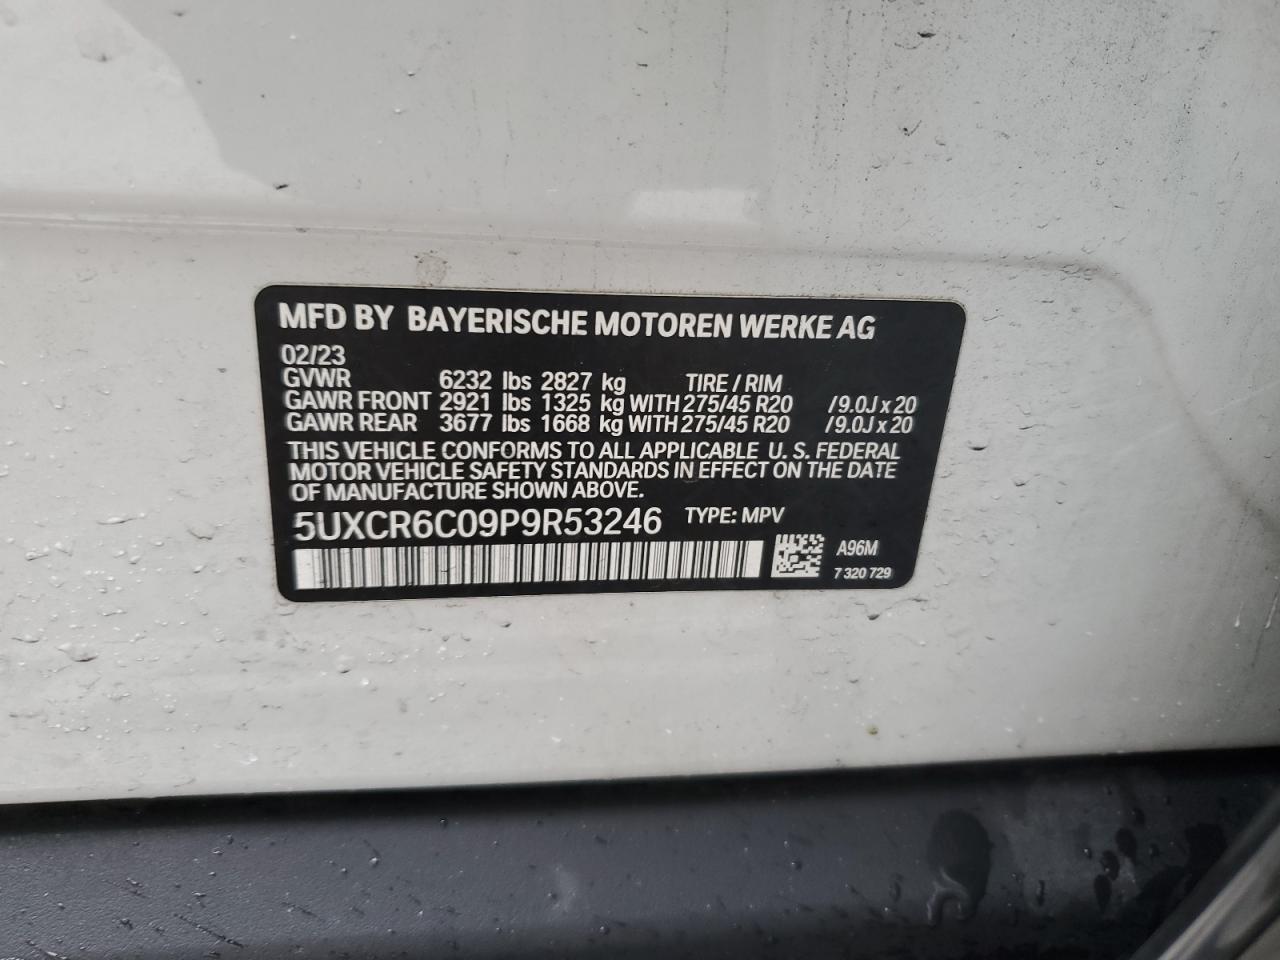 MFD BY BAYERISCHE MOTOREN WERKE AG
02/23
GVWR 6232 lbs 2827 kg TIRE / RIM
GAWR FRONT 2921 lbs 1325 kg WITH 275/45 R20 /9.0J x 20
GAWR REAR 3677 lbs 1668 kg WITH 275/45 R20 /9.0J x 20
THIS VEHICLE CONFORMS TO ALL APPLICABLE U. S. FEDERAL
MOTOR VEHICLE SAFETY STANDARDS IN EFFECT ON THE DATE
OF MANUFACTURE SHOWN ABOVE.
5UXCR6C09P9R53246 TYPE: MPV
A96M
7 320 729